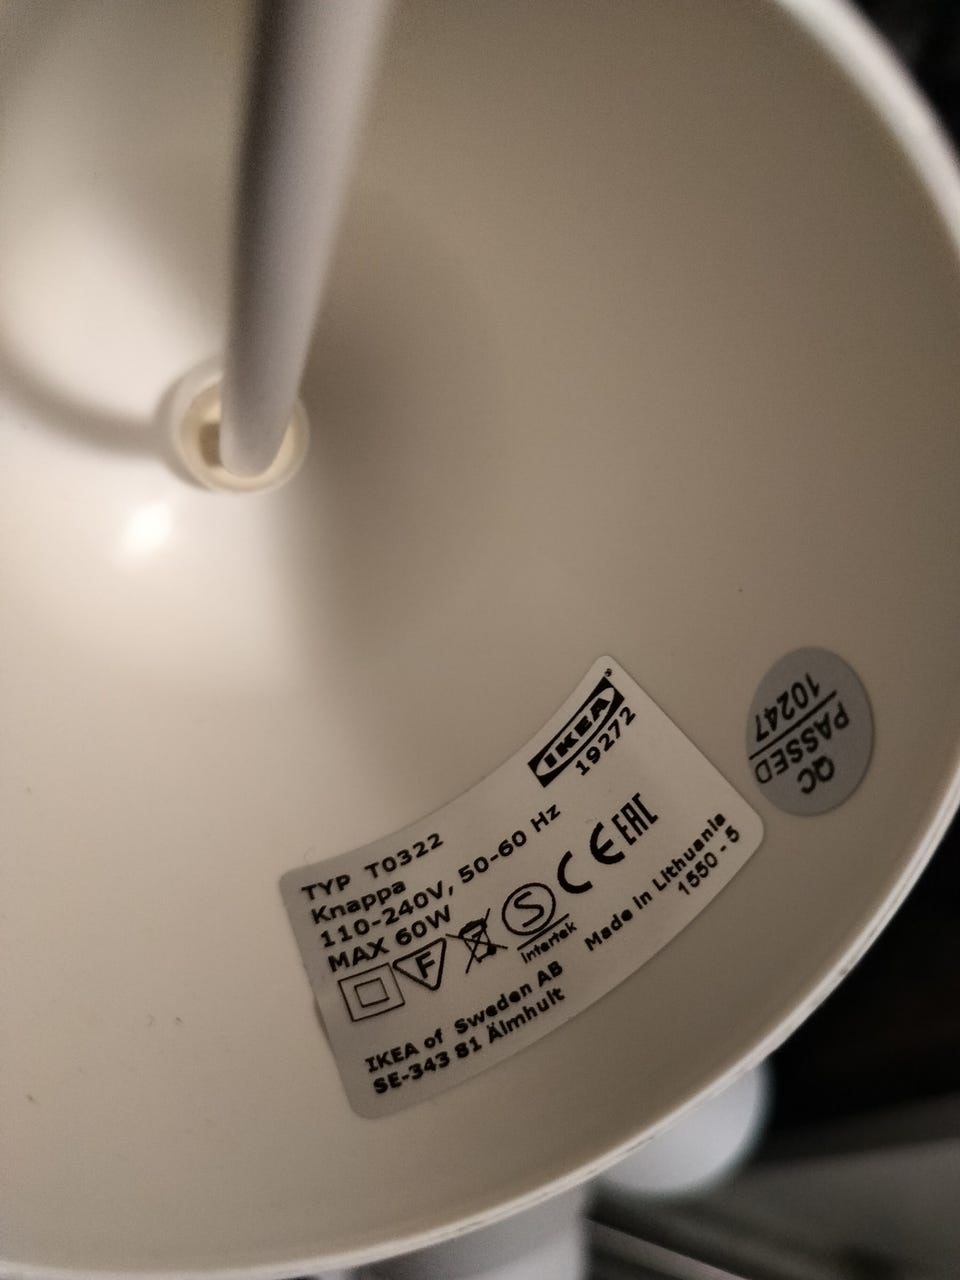 IKEA®
19272
TYP T0322
Knappa
110-240V, 50-60 Hz
MAX 60W
F
S
Intertek
CE EAC
Made in Lithuania
1550 - 5
IKEA of Sweden AB
SE-343 81 Älmhult
QC
PASSED
10247